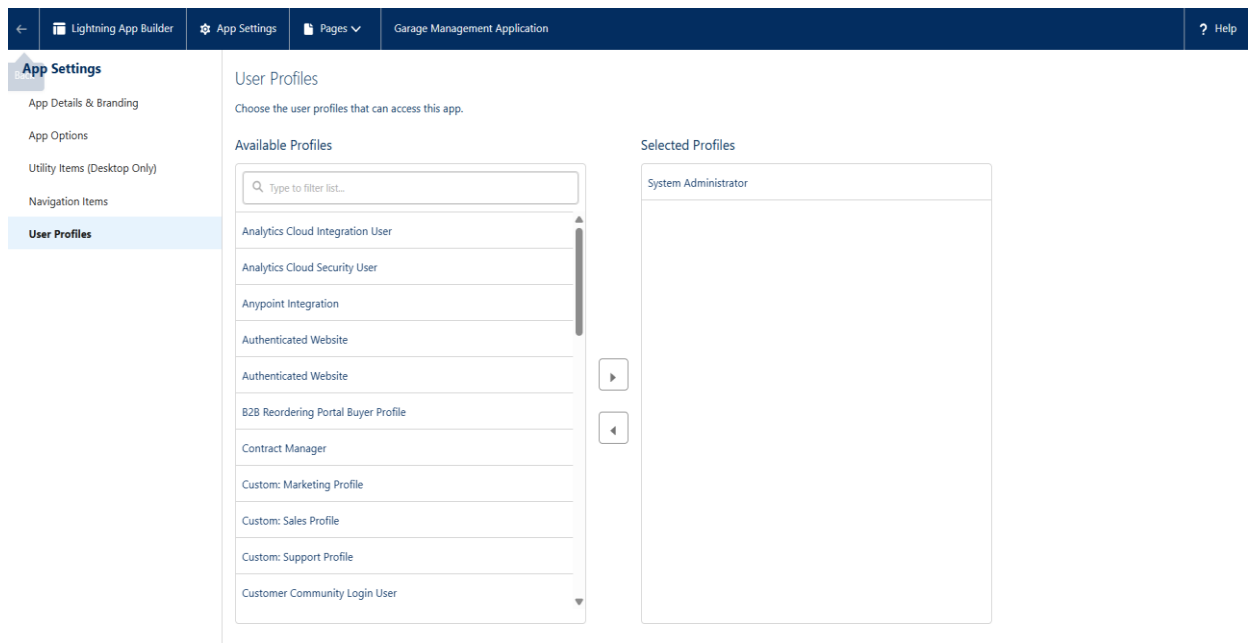 Lightning App Builder
App Settings
Pages
Garage Management Application
? Help
App Settings
App Details & Branding
App Options
Utility Items (Desktop Only)
Navigation Items
User Profiles
User Profiles
Choose the user profiles that can access this app.
Available Profiles
Type to filter list...
Analytics Cloud Integration User
Analytics Cloud Security User
Anypoint Integration
Authenticated Website
Authenticated Website
B2B Reordering Portal Buyer Profile
Contract Manager
Custom: Marketing Profile
Custom: Sales Profile
Custom: Support Profile
Customer Community Login User
Selected Profiles
System Administrator